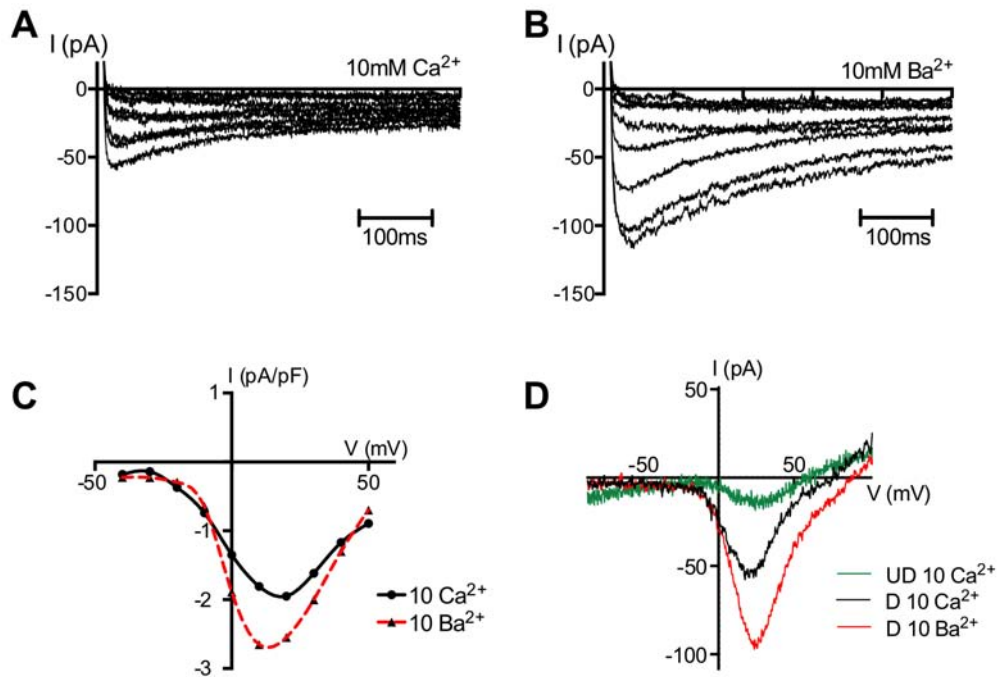 A
I (pA)
10mM Ca²⁺
0
-50
-100
-150
100ms
B
I (pA)
10mM Ba²⁺
0
-50
-100
-150
100ms
C
I (pA/pF)
1
V (mV)
-50
50
-1
-2
-3
10 Ca²⁺
10 Ba²⁺
D
I (pA)
50
-50
50
V (mV)
-50
-100
UD 10 Ca²⁺
D 10 Ca²⁺
D 10 Ba²⁺